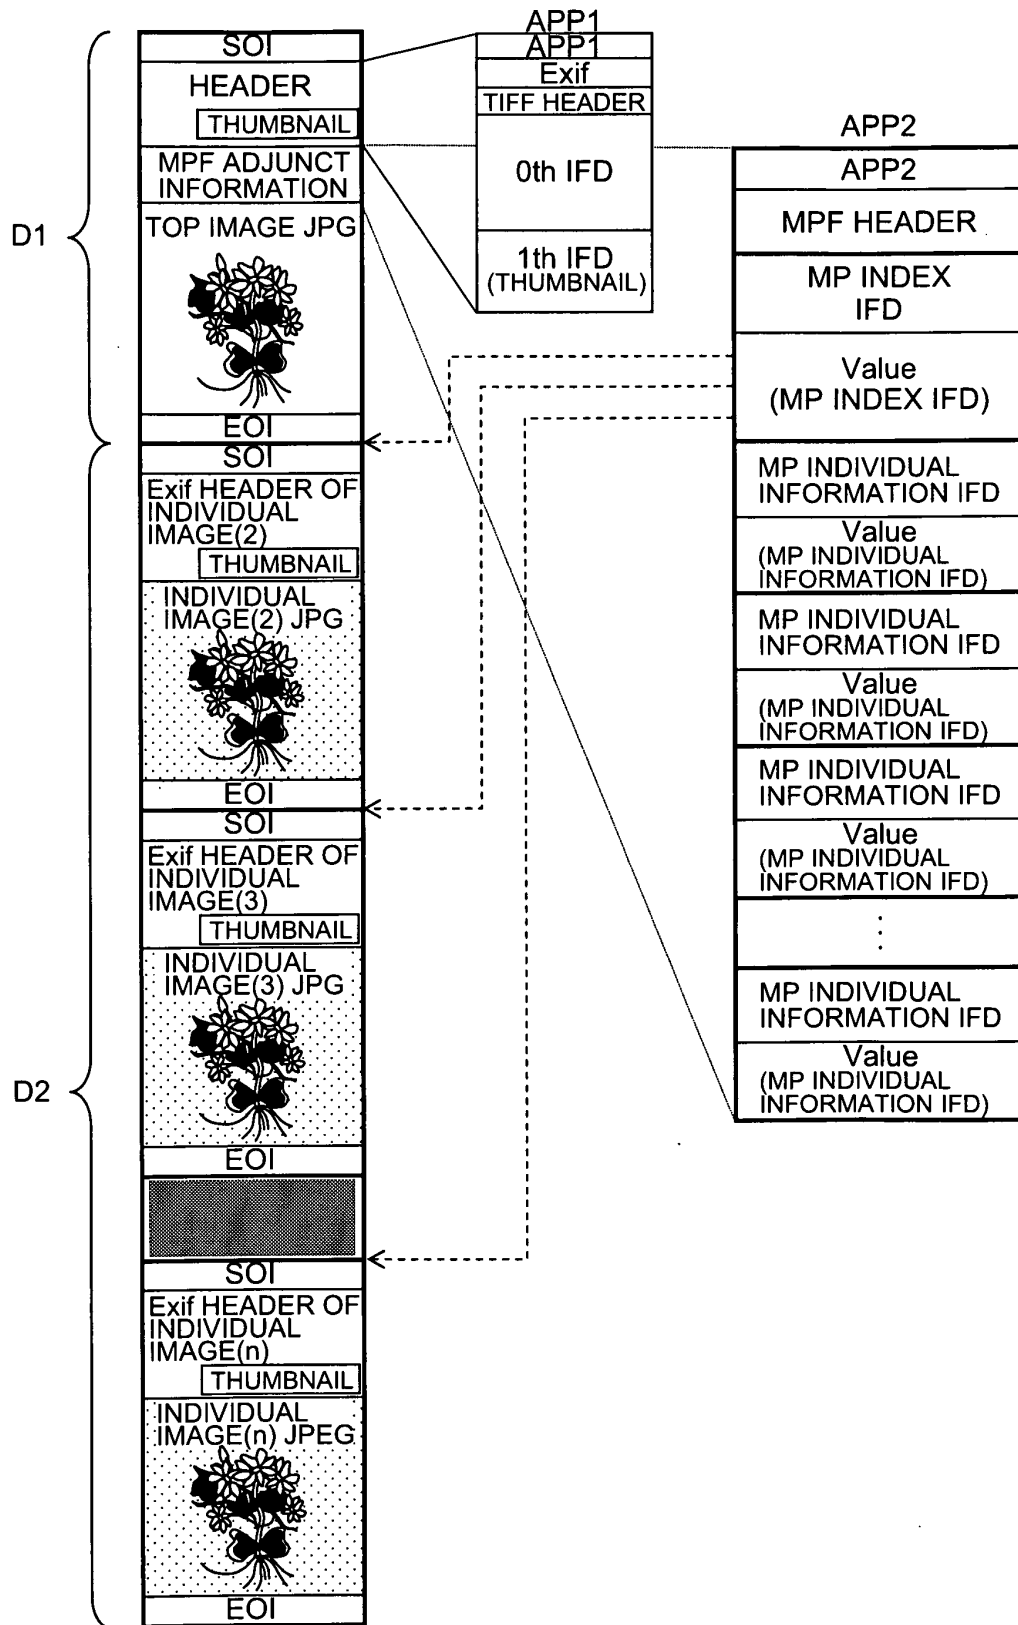 D1
D2
SOI
HEADER
THUMBNAIL
MPF ADJUNCT
INFORMATION
TOP IMAGE JPG
EOI
SOI
Exif HEADER OF
INDIVIDUAL
IMAGE(2)
THUMBNAIL
INDIVIDUAL
IMAGE(2) JPG
EOI
SOI
Exif HEADER OF
INDIVIDUAL
IMAGE(3)
THUMBNAIL
INDIVIDUAL
IMAGE(3) JPG
EOI
SOI
Exif HEADER OF
INDIVIDUAL
IMAGE(n)
THUMBNAIL
INDIVIDUAL
IMAGE(n) JPEG
EOI
APP1
APP1
Exif
TIFF HEADER
0th IFD
1th IFD
(THUMBNAIL)
APP2
APP2
MPF HEADER
MP INDEX
IFD
Value
(MP INDEX IFD)
MP INDIVIDUAL
INFORMATION IFD
Value
(MP INDIVIDUAL
INFORMATION IFD)
MP INDIVIDUAL
INFORMATION IFD
Value
(MP INDIVIDUAL
INFORMATION IFD)
MP INDIVIDUAL
INFORMATION IFD
Value
(MP INDIVIDUAL
INFORMATION IFD)
⋮
MP INDIVIDUAL
INFORMATION IFD
Value
(MP INDIVIDUAL
INFORMATION IFD)